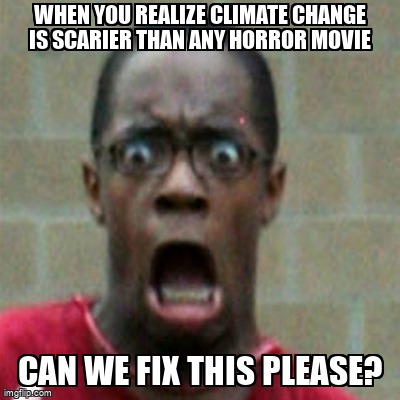 WHEN YOU REALIZE CLIMATE CHANGE
IS SCARIER THAN ANY HORROR MOVIE
CAN WE FIX THIS PLEASE?
imgflip.com